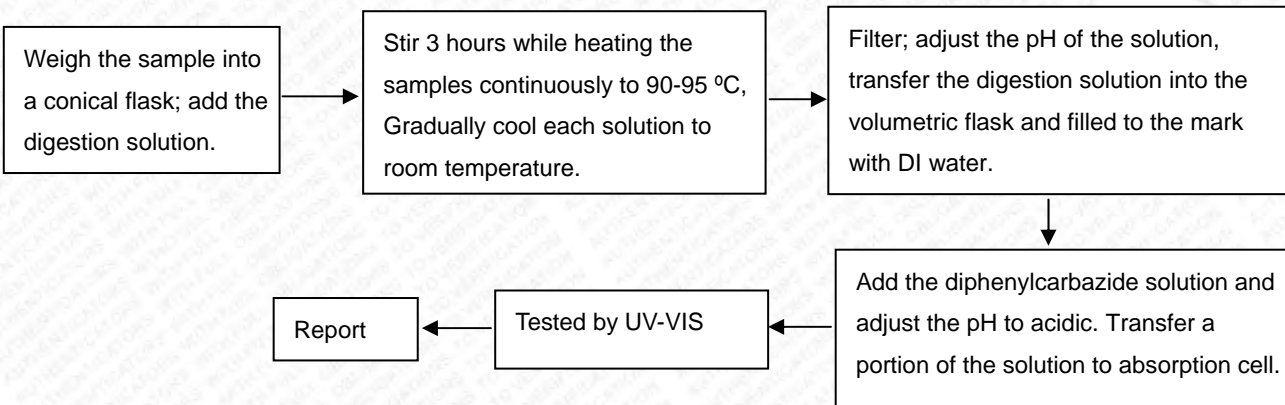 Weigh the sample into
a conical flask; add the
digestion solution.
Stir 3 hours while heating the
samples continuously to 90-95 ºC,
Gradually cool each solution to
room temperature.
Filter; adjust the pH of the solution,
transfer the digestion solution into the
volumetric flask and filled to the mark
with DI water.
Add the diphenylcarbazide solution and
adjust the pH to acidic. Transfer a
portion of the solution to absorption cell.
Tested by UV-VIS
Report